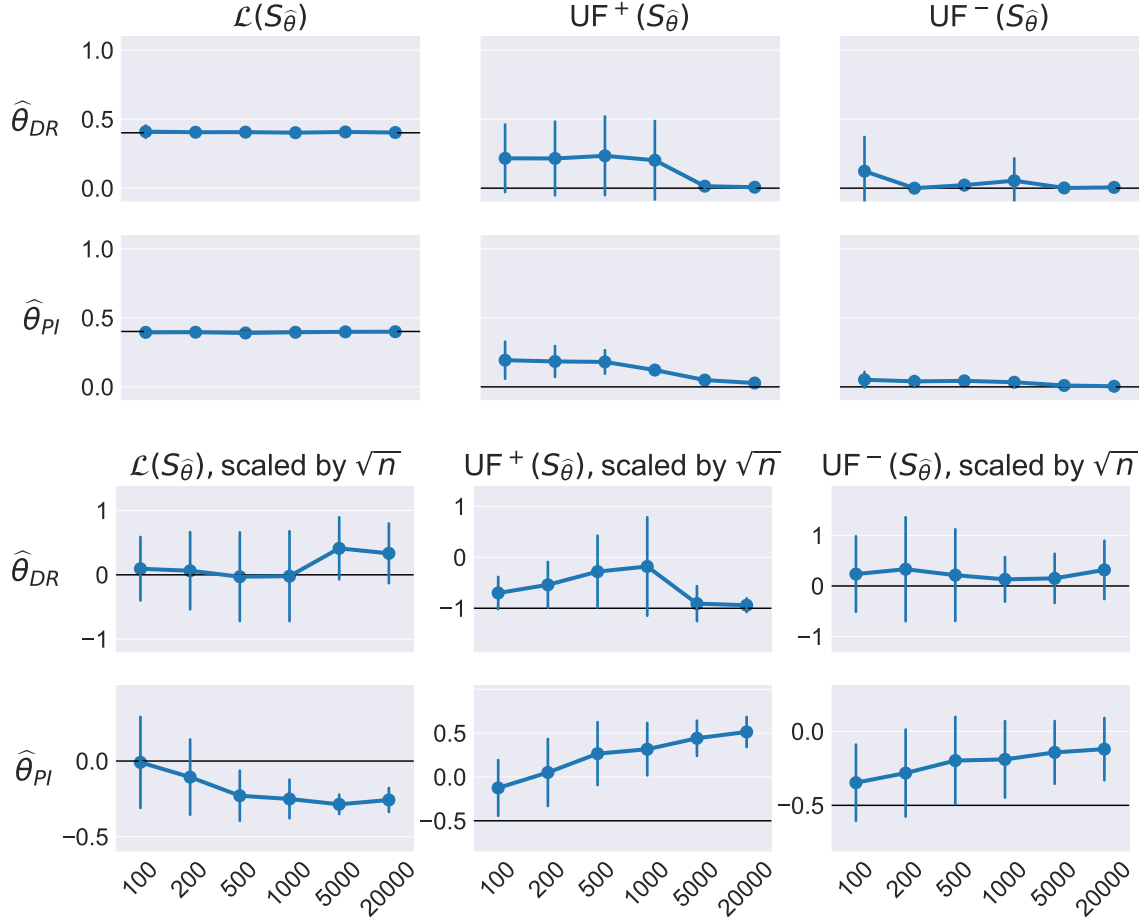 ℒ(S_θ̂) UF⁺(S_θ̂) UF⁻(S_θ̂)
1.0
θ̂_DR 0.5
0.0
1.0
θ̂_PI 0.5
0.0
ℒ(S_θ̂), scaled by √n UF⁺(S_θ̂), scaled by √n UF⁻(S_θ̂), scaled by √n
θ̂_DR
1
0
−1
1
0
−1
1
0
−1
θ̂_PI
0.0
−0.5
0.5
0.0
−0.5
0.0
−0.5
100 200 500 1000 5000 20000
100 200 500 1000 5000 20000
100 200 500 1000 5000 20000